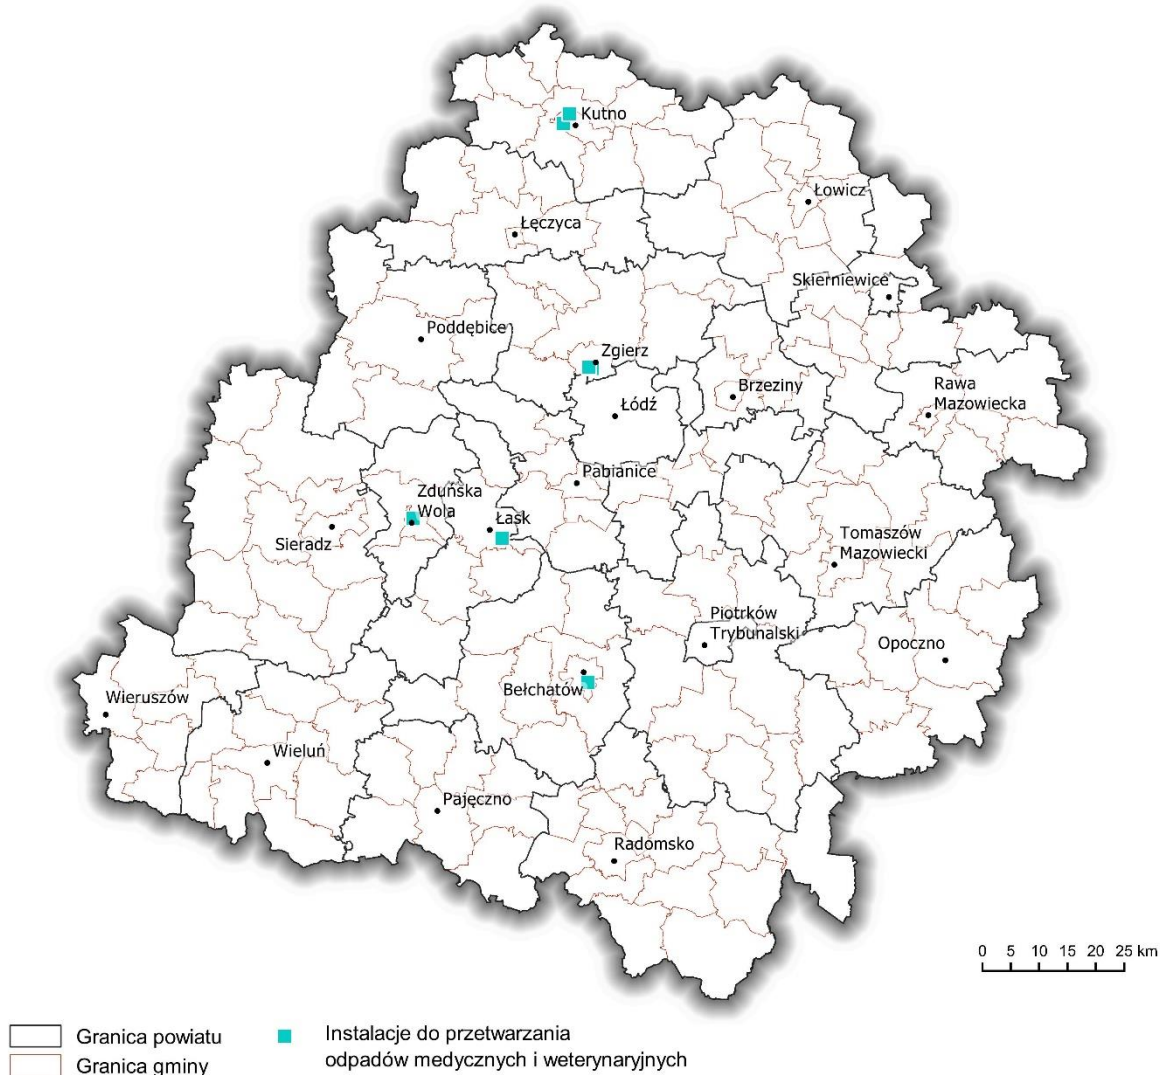 Kutno
Łowicz
Łęczyca
Skierniewice
Poddębice
Zgierz
Brzeziny
Rawa
Mazowiecka
Łódź
Pabianice
Zduńska
Wola
Łask
Sieradz
Tomaszów
Mazowiecki
Piotrków
Trybunalski
Opoczno
Bełchatów
Wieruszów
Wieluń
Pajęczno
Radomsko
0 5 10 15 20 25 km
Granica powiatu
Granica gminy
Instalacje do przetwarzania
odpadów medycznych i weterynaryjnych